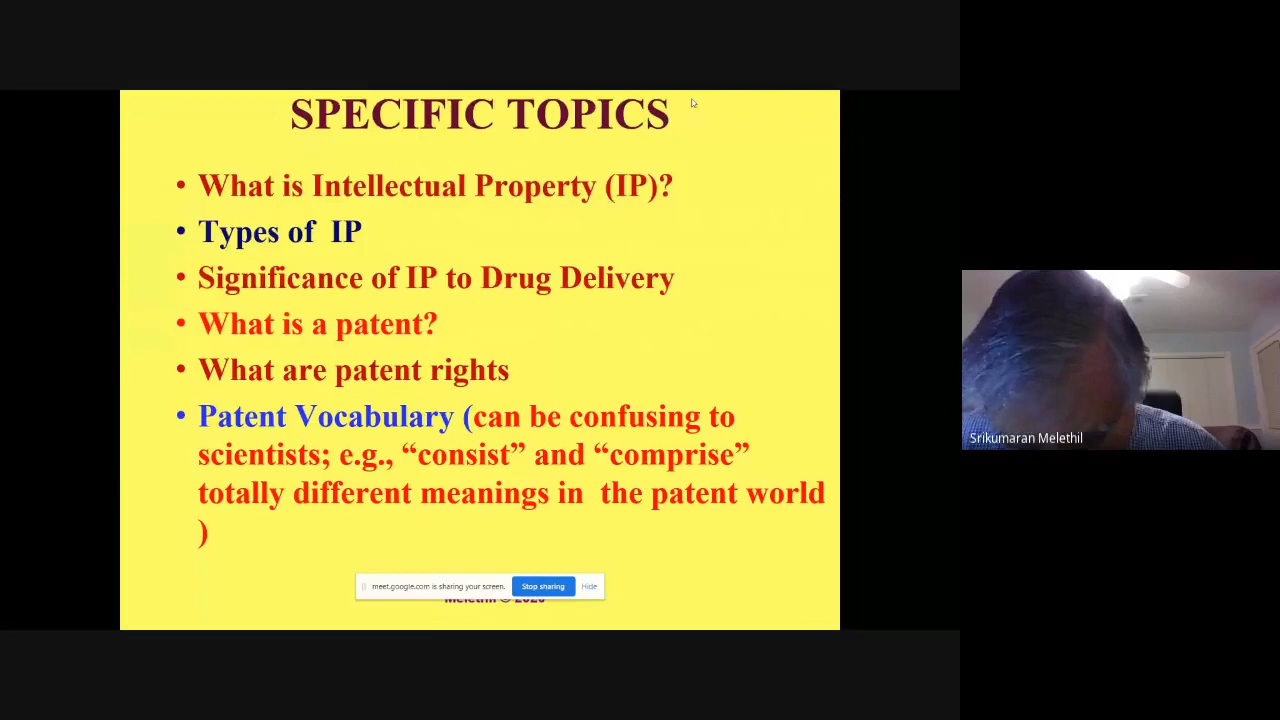 SPECIFIC TOPICS
• What is Intellectual Property (IP)?
• Types of IP
• Significance of IP to Drug Delivery
• What is a patent?
• What are patent rights
• Patent Vocabulary (can be confusing to
scientists; e.g., “consist” and “comprise”
totally different meanings in the patent world
)
meet.google.com is sharing your screen. Stop sharing Hide
Srikumaran Melethil